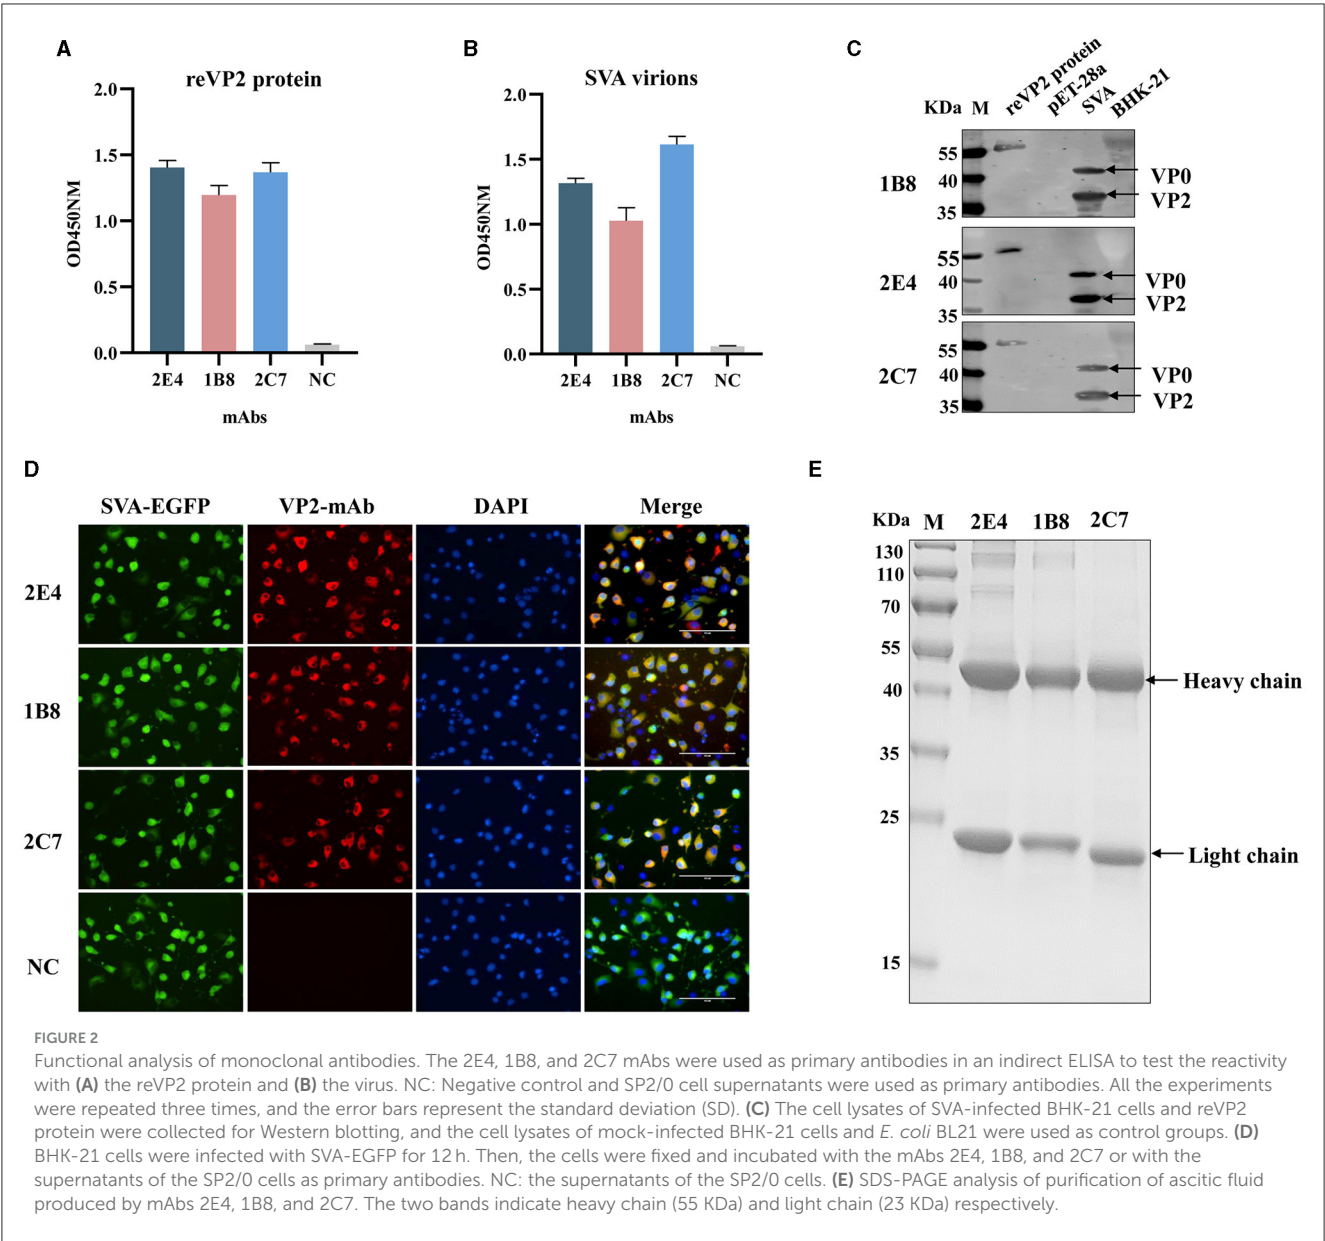 A
reVP2 protein
2.0
1.5
1.0
0.5
0.0
OD450NM
2E4 1B8 2C7 NC
mAbs
B
SVA virions
2.0
1.5
1.0
0.5
0.0
OD450NM
2E4 1B8 2C7 NC
mAbs
C
KDa M reVP2 protein pET-28a SVA BHK-21
1B8
55
40
35
VP0
VP2
2E4
55
40
35
VP0
VP2
2C7
55
40
35
VP0
VP2
D
SVA-EGFP VP2-mAb DAPI Merge
2E4
1B8
2C7
NC
E
KDa M 2E4 1B8 2C7
130
110
70
55
40
35
25
15
Heavy chain
Light chain
FIGURE 2
Functional analysis of monoclonal antibodies. The 2E4, 1B8, and 2C7 mAbs were used as primary antibodies in an indirect ELISA to test the reactivity
with (A) the reVP2 protein and (B) the virus. NC: Negative control and SP2/0 cell supernatants were used as primary antibodies. All the experiments
were repeated three times, and the error bars represent the standard deviation (SD). (C) The cell lysates of SVA-infected BHK-21 cells and reVP2
protein were collected for Western blotting, and the cell lysates of mock-infected BHK-21 cells and E. coli BL21 were used as control groups. (D)
BHK-21 cells were infected with SVA-EGFP for 12 h. Then, the cells were fixed and incubated with the mAbs 2E4, 1B8, and 2C7 or with the
supernatants of the SP2/0 cells as primary antibodies. NC: the supernatants of the SP2/0 cells. (E) SDS-PAGE analysis of purification of ascitic fluid
produced by mAbs 2E4, 1B8, and 2C7. The two bands indicate heavy chain (55 KDa) and light chain (23 KDa) respectively.